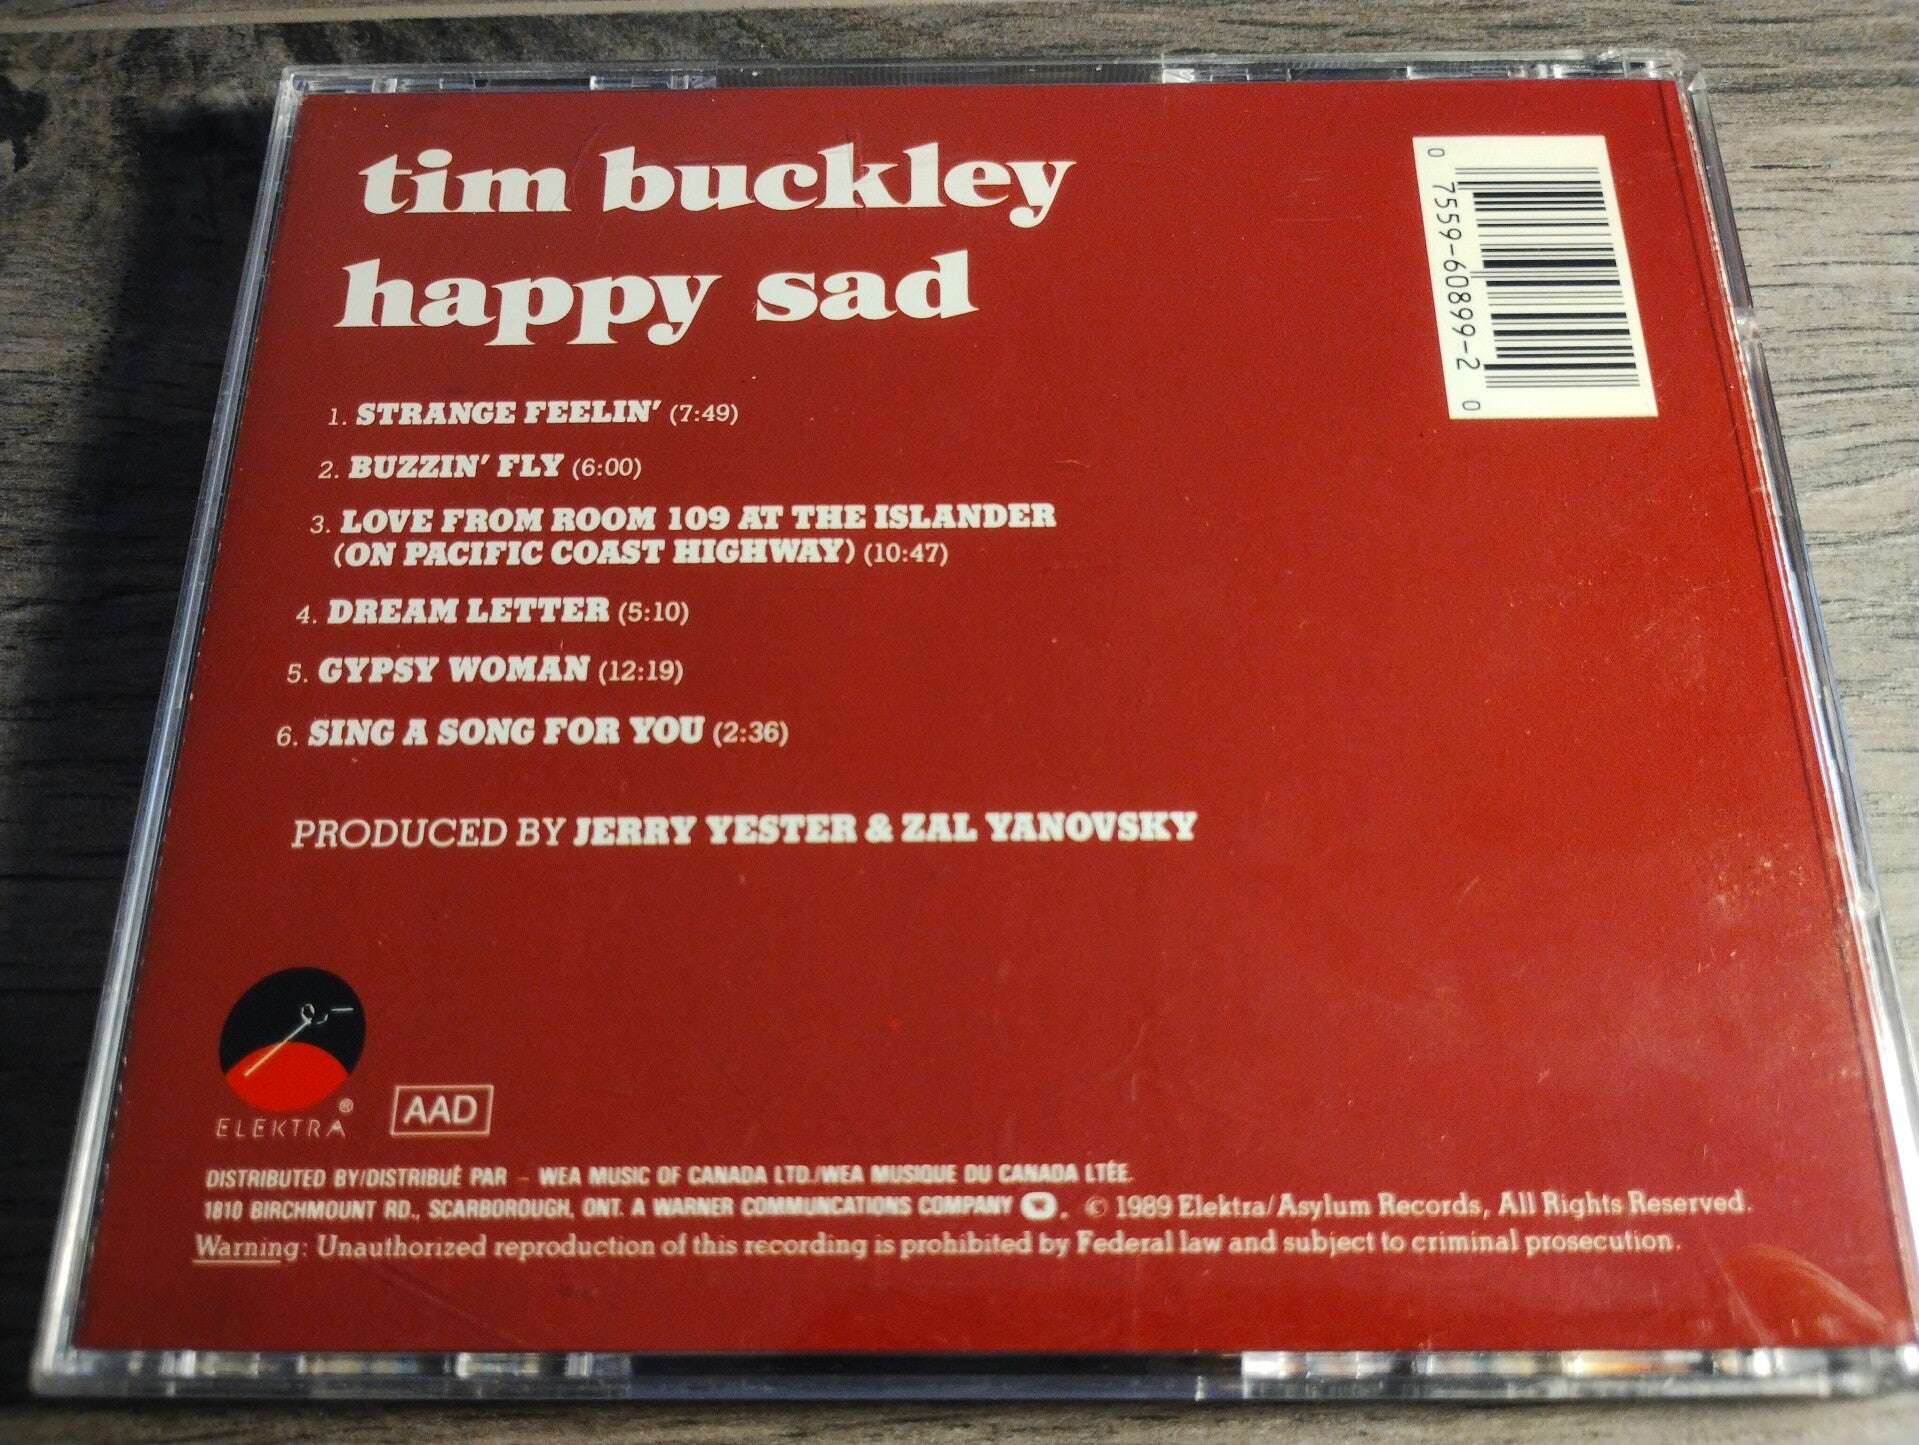 tim buckley
happy sad
0 7559-60899-2 0
1. STRANGE FEELIN' (7:49)
2. BUZZIN' FLY (6:00)
3. LOVE FROM ROOM 109 AT THE ISLANDER
(ON PACIFIC COAST HIGHWAY) (10:47)
4. DREAM LETTER (5:10)
5. GYPSY WOMAN (12:19)
6. SING A SONG FOR YOU (2:36)
PRODUCED BY JERRY YESTER & ZAL YANOVSKY
ELEKTRA®
AAD
DISTRIBUTED BY/DISTRIBUÉ PAR – WEA MUSIC OF CANADA LTD./WEA MUSIQUE DU CANADA LTÉE.
1810 BIRCHMOUNT RD., SCARBOROUGH, ONT. A WARNER COMMUNCATIONS COMPANY. © 1989 Elektra/Asylum Records, All Rights Reserved.
Warning: Unauthorized reproduction of this recording is prohibited by Federal law and subject to criminal prosecution.